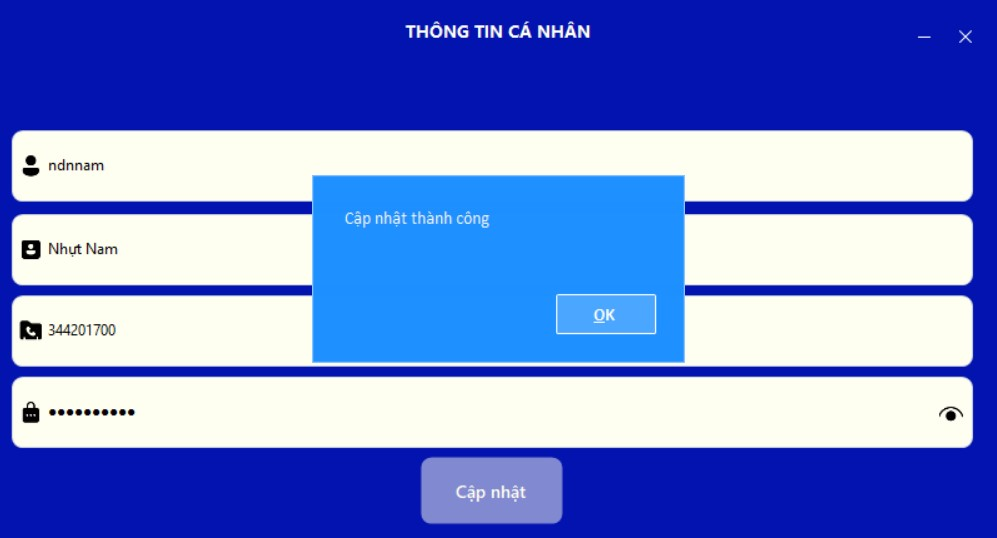 THÔNG TIN CÁ NHÂN
ndnnam
Cập nhật thành công
Nhựt Nam
OK
344201700
••••••••••
Cập nhật